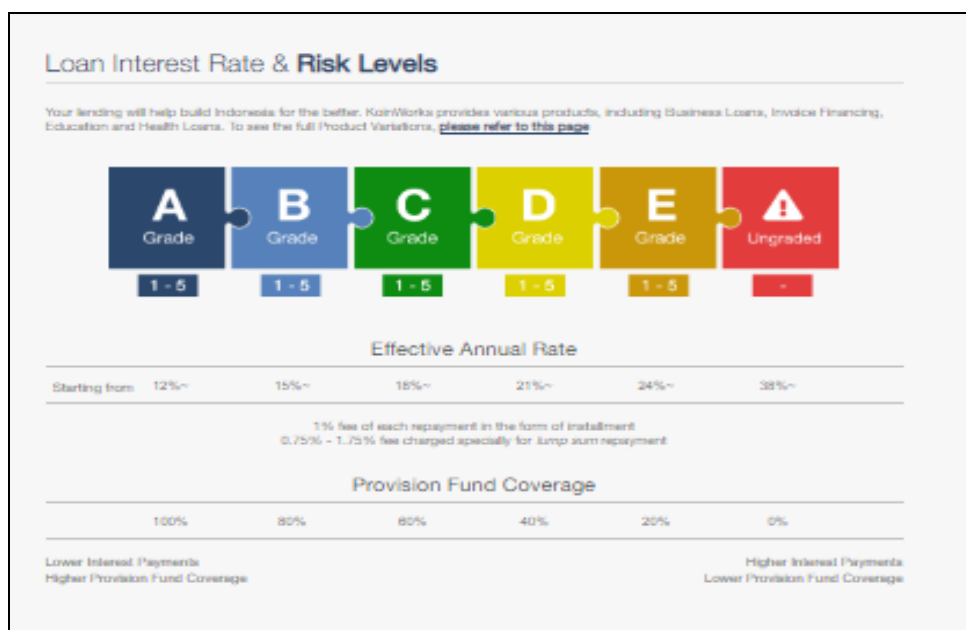 Loan Interest Rate & Risk Levels
Your lending will help build Indonesia for the better. KoinWorks provides various products, including Business Loans, Invoice Financing,
Education and Health Loans. To see the full Product Variations, please refer to this page
A B C D E
Grade Grade Grade Grade Grade Ungraded
1 - 5 1 - 5 1 - 5 1 - 5 1 - 5 -
Effective Annual Rate
Starting from 12%~ 15%~ 18%~ 21%~ 24%~ 38%~
1% fee of each repayment in the form of installment
0.75% - 1.75% fee charged specially for lump sum repayment
Provision Fund Coverage
100% 80% 60% 40% 20% 0%
Lower Interest Payments Higher Interest Payments
Higher Provision Fund Coverage Lower Provision Fund Coverage